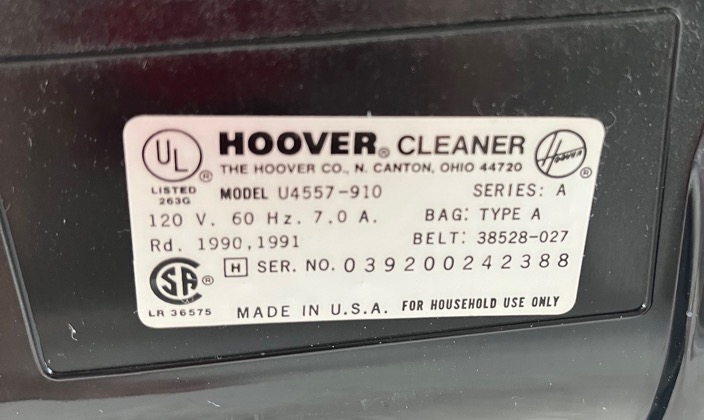 UL® HOOVER® CLEANER Hoover®
THE HOOVER CO., N. CANTON, OHIO 44720
LISTED
263G
MODEL U4557-910 SERIES: A
120 V. 60 Hz. 7.0 A. BAG: TYPE A
Rd. 1990,1991 BELT: 38528-027
H SER. NO. 039200242388
SA®
LR 36575
MADE IN U.S.A. FOR HOUSEHOLD USE ONLY